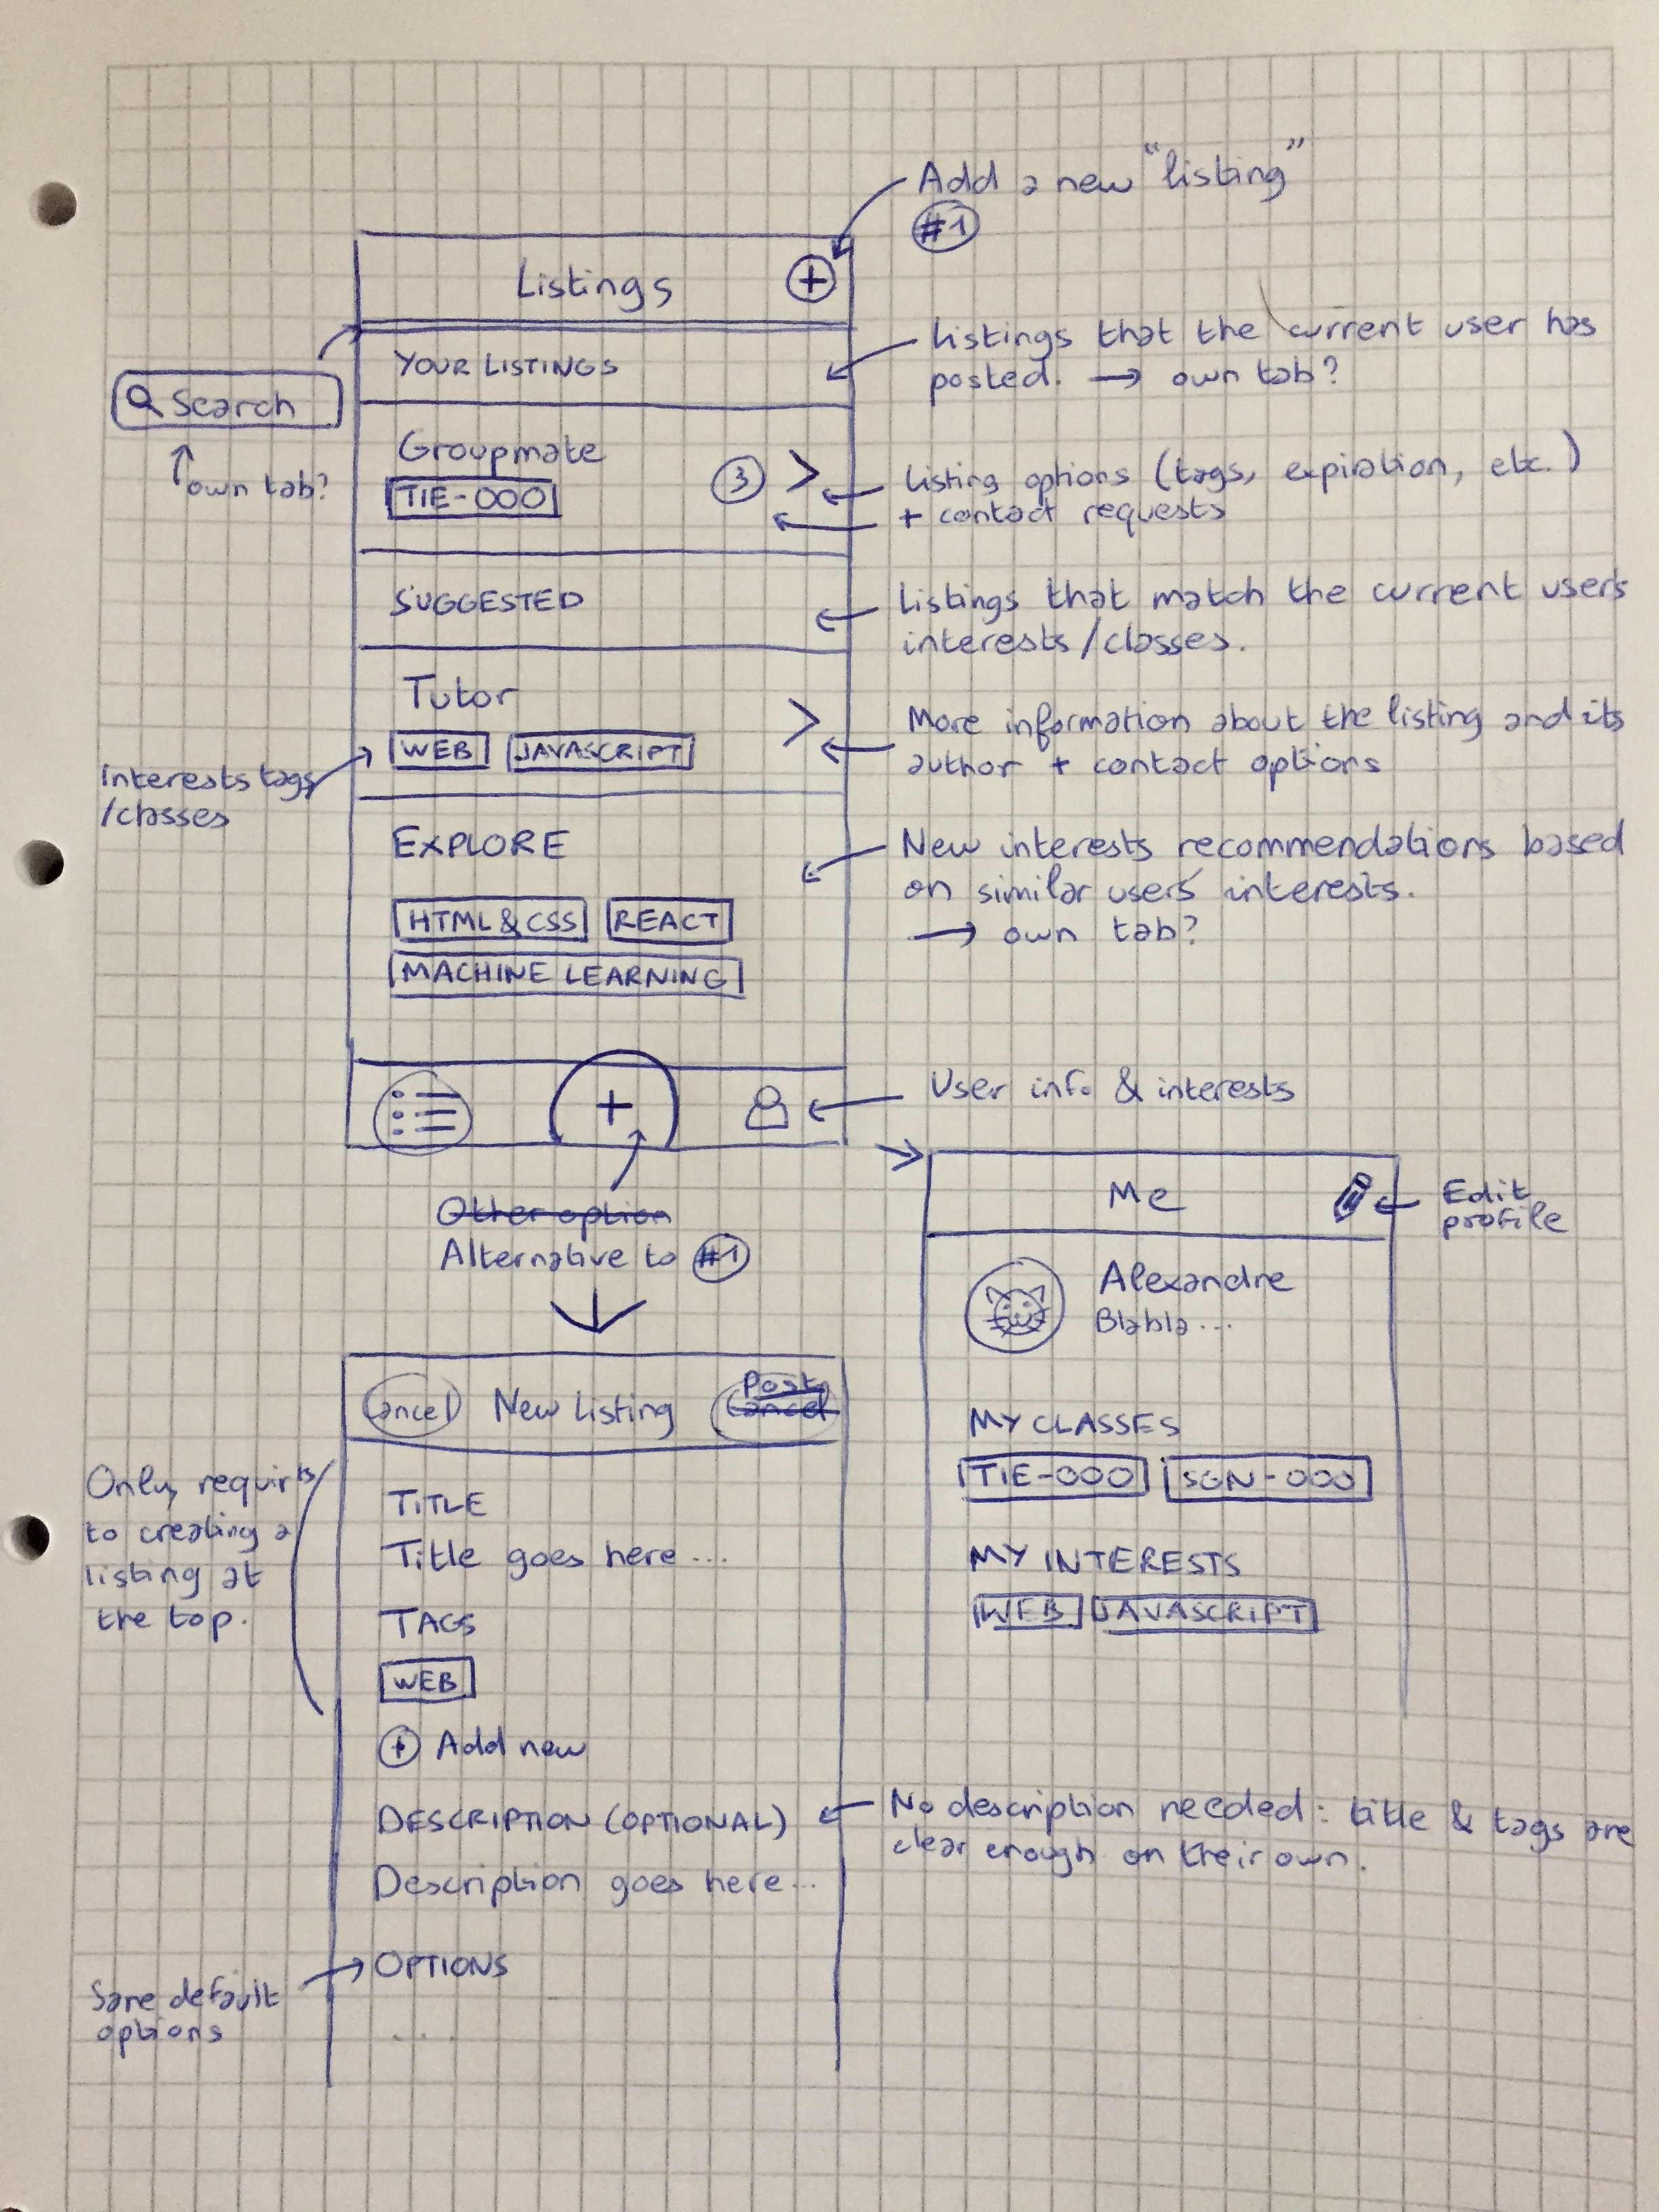 Add a new "listing"
#1
Listings
+
Listings that the current user has
posted. → own tab?
YOUR LISTINGS
Search
own tab?
Groupmate
TIE-000
3 >
Listing options (tags, expiration, etc.)
+ contact requests
SUGGESTED
Listings that match the current users
interests/classes.
Tutor
WEB JAVASCRIPT
>
More information about the listing and its
author + contact options
Interests tags
/classes
EXPLORE
New interests recommendations based
on similar users' interests.
→ own tab?
HTML & CSS REACT
MACHINE LEARNING
+
User info & interests
Other option
Alternative to #1
Me
Edit
profile
Alexandre
Blabla...
MY CLASSES
TIE-000 SGN-000
MY INTERESTS
WEB JAVASCRIPT
Cancel New Listing Post
Cancel
Only requirts
to creating a
listing at
the top.
TITLE
Title goes here...
TAGS
WEB
+ Add new
DESCRIPTION (OPTIONAL)
No description needed: title & tags are
clear enough on their own.
Description goes here...
OPTIONS
Sane default
options
....